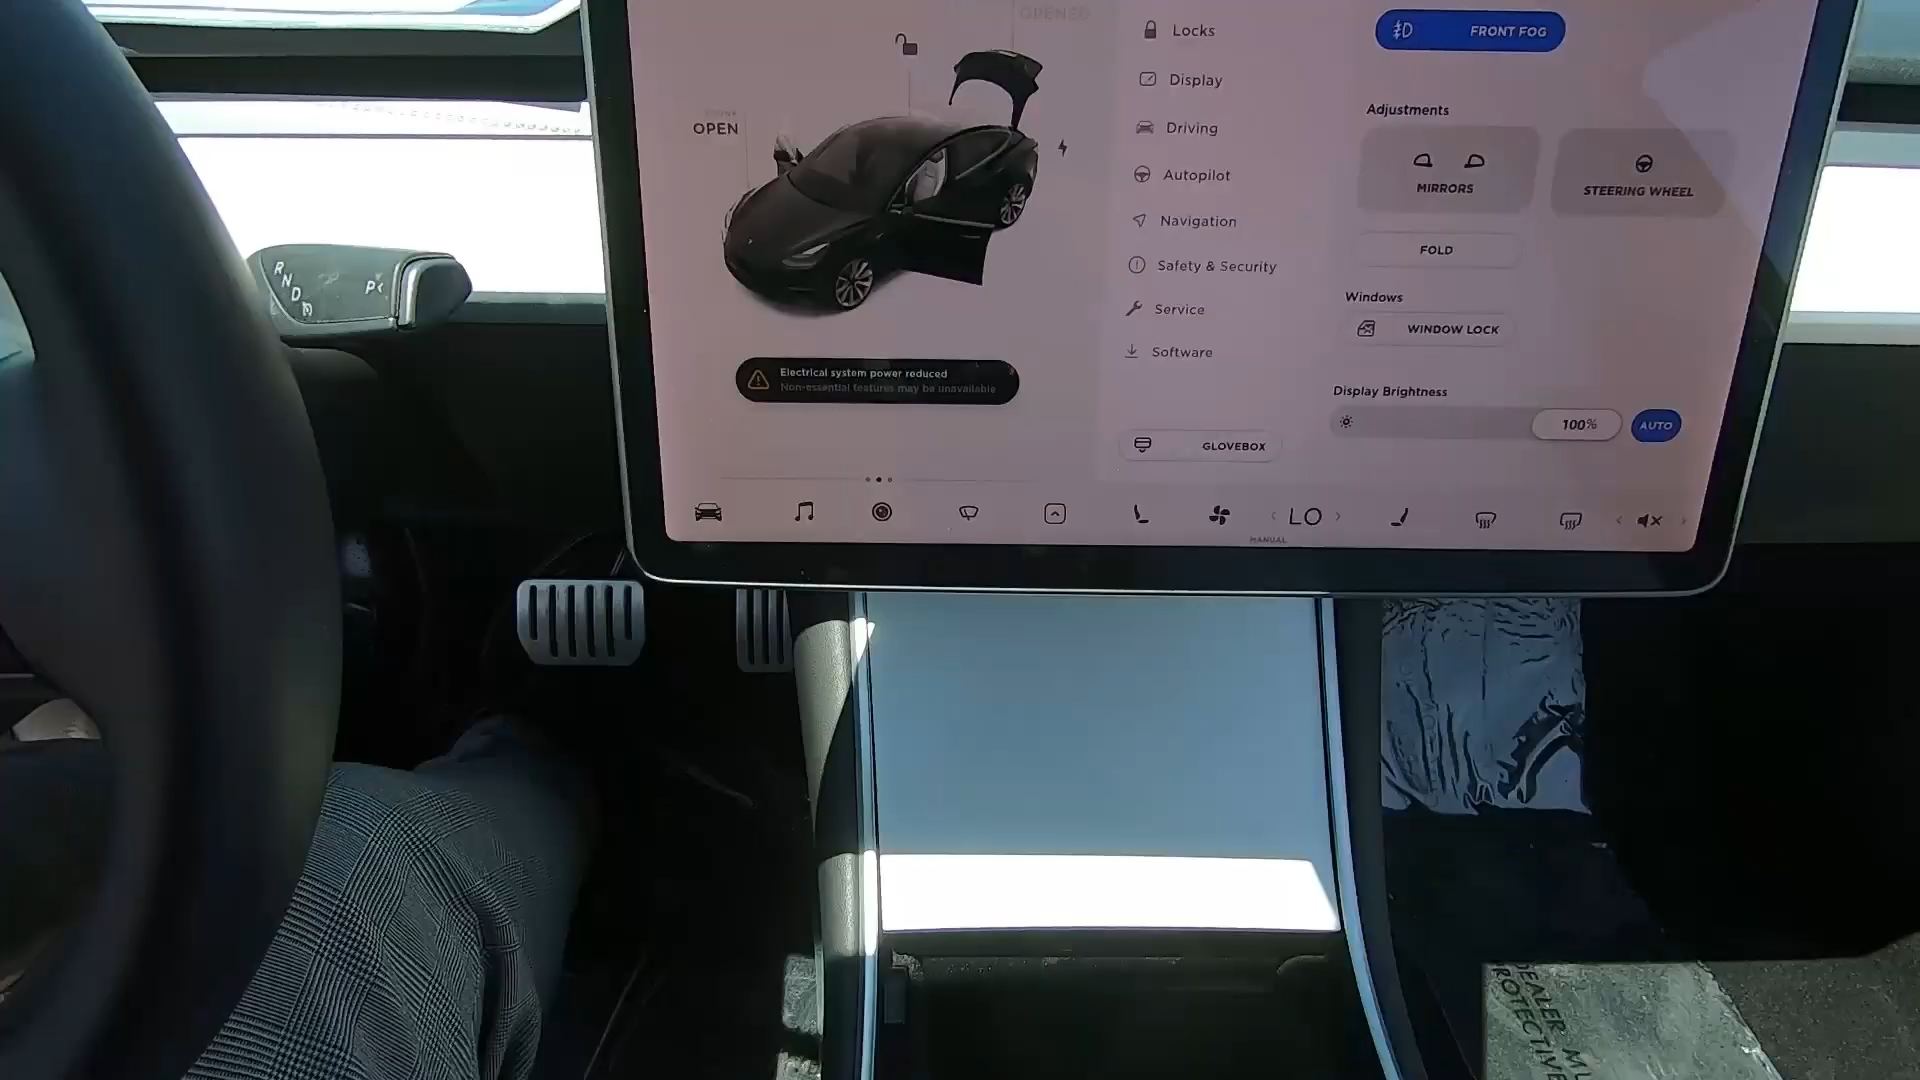 OPENED
Locks
FRONT FOG
Display
Adjustments
OPEN
Driving
MIRRORS
STEERING WHEEL
Autopilot
Navigation
FOLD
Safety & Security
Windows
R
N
D
P
Service
WINDOW LOCK
Software
Electrical system power reduced
Non-essential features may be unavailable
Display Brightness
100%
AUTO
GLOVEBOX
LO
MANUAL
DEALER
PROTECTIVE